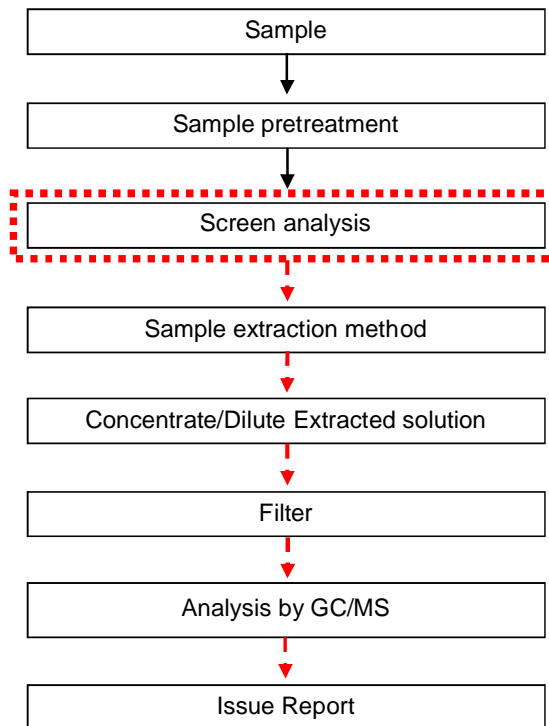 Sample
Sample pretreatment
Screen analysis
Sample extraction method
Concentrate/Dilute Extracted solution
Filter
Analysis by GC/MS
Issue Report